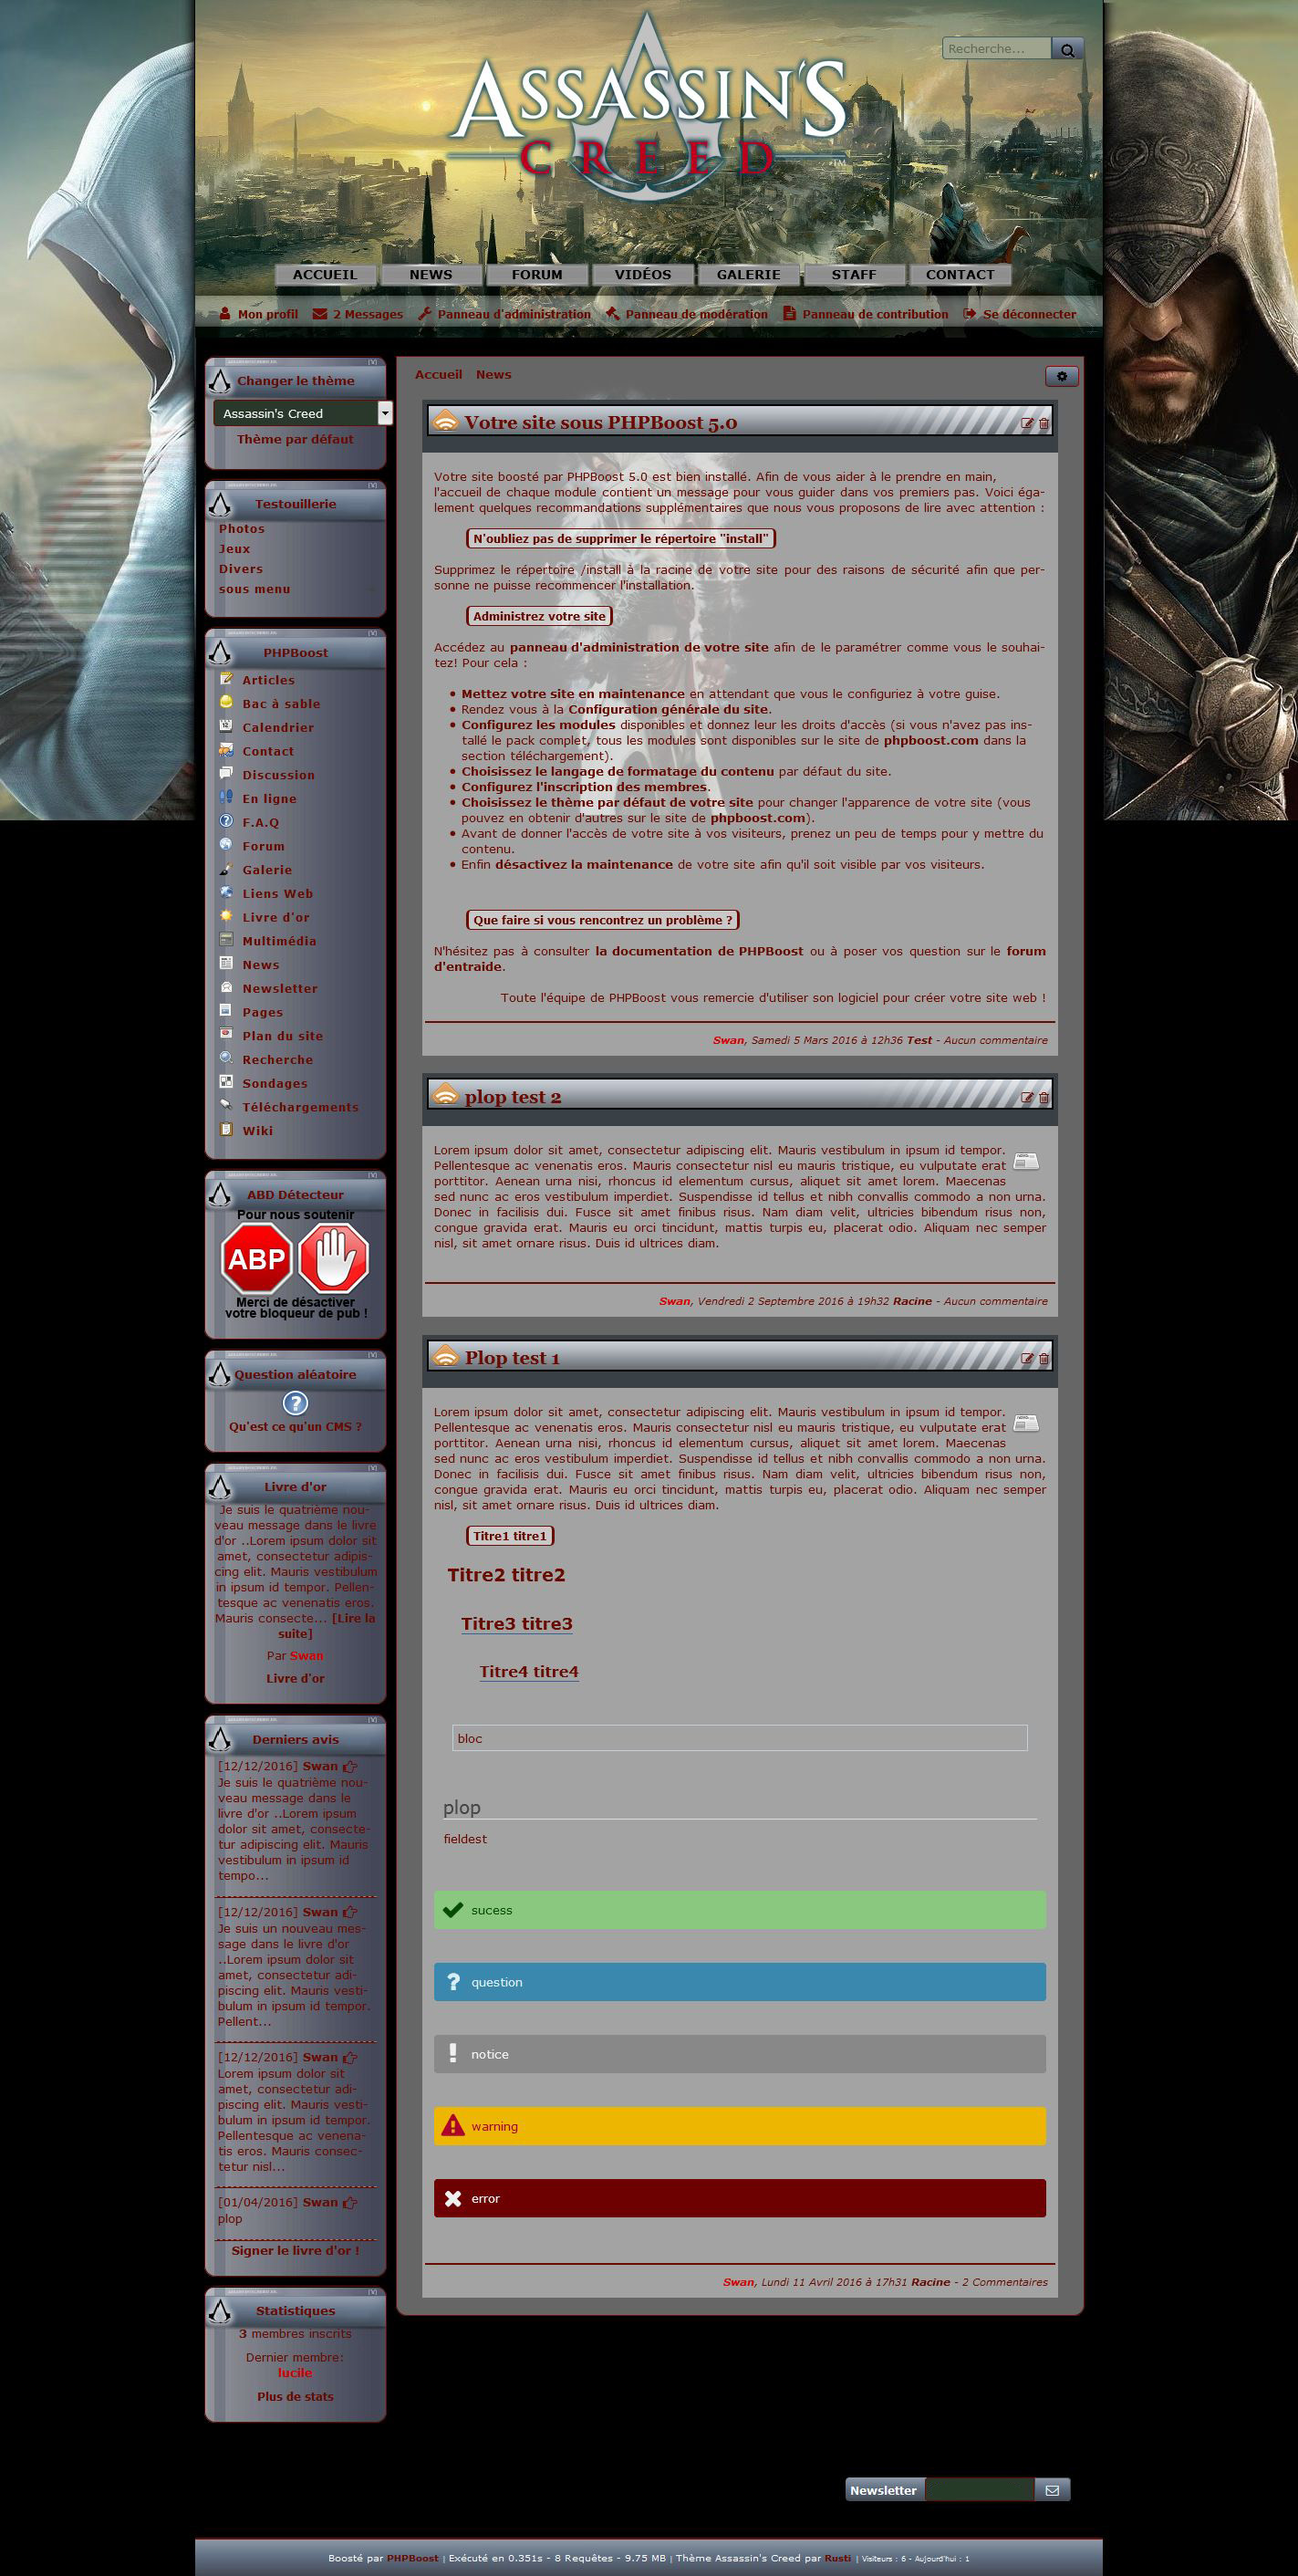 Recherche...
ASSASSIN'S
CREED
TM
ACCUEIL NEWS FORUM VIDÉOS GALERIE STAFF CONTACT
Mon profil 2 Messages Panneau d'administration Panneau de modération Panneau de contribution Se déconnecter
Changer le thème
Assassin's Creed
Thème par défaut
Testouillerie
Photos
Jeux
Divers
sous menu
PHPBoost
Articles
Bac à sable
Calendrier
Contact
Discussion
En ligne
F.A.Q
Forum
Galerie
Liens Web
Livre d'or
Multimédia
News
Newsletter
Pages
Plan du site
Recherche
Sondages
Téléchargements
Wiki
ABD Détecteur
Pour nous soutenir
ABP
Merci de désactiver
votre bloqueur de pub !
Question aléatoire
Qu'est ce qu'un CMS ?
Livre d'or
Je suis le quatrième nou-
veau message dans le livre
d'or ..Lorem ipsum dolor sit
amet, consectetur adipis-
cing elit. Mauris vestibulum
in ipsum id tempor. Pellen-
tesque ac venenatis eros.
Mauris consecte... [Lire la
suite]
Par Swan
Livre d'or
Derniers avis
[12/12/2016] Swan
Je suis le quatrième nou-
veau message dans le
livre d'or ..Lorem ipsum
dolor sit amet, consecte-
tur adipiscing elit. Mauris
vestibulum in ipsum id
tempo...
[12/12/2016] Swan
Je suis un nouveau mes-
sage dans le livre d'or
..Lorem ipsum dolor sit
amet, consectetur adi-
piscing elit. Mauris vesti-
bulum in ipsum id tempor.
Pellent...
[12/12/2016] Swan
Lorem ipsum dolor sit
amet, consectetur adi-
piscing elit. Mauris vesti-
bulum in ipsum id tempor.
Pellentesque ac venena-
tis eros. Mauris consec-
tetur nisl...
[01/04/2016] Swan
plop
Signer le livre d'or !
Statistiques
3 membres inscrits
Dernier membre:
lucile
Plus de stats
Accueil News
Votre site sous PHPBoost 5.0
Votre site boosté par PHPBoost 5.0 est bien installé. Afin de vous aider à le prendre en main,
l'accueil de chaque module contient un message pour vous guider dans vos premiers pas. Voici éga-
lement quelques recommandations supplémentaires que nous vous proposons de lire avec attention :
N'oubliez pas de supprimer le répertoire "install"
Supprimez le répertoire /install à la racine de votre site pour des raisons de sécurité afin que per-
sonne ne puisse recommencer l'installation.
Administrez votre site
Accédez au panneau d'administration de votre site afin de le paramétrer comme vous le souhai-
tez! Pour cela :
• Mettez votre site en maintenance en attendant que vous le configuriez à votre guise.
• Rendez vous à la Configuration générale du site.
• Configurez les modules disponibles et donnez leur les droits d'accès (si vous n'avez pas ins-
tallé le pack complet, tous les modules sont disponibles sur le site de phpboost.com dans la
section téléchargement).
• Choisissez le langage de formatage du contenu par défaut du site.
• Configurez l'inscription des membres.
• Choisissez le thème par défaut de votre site pour changer l'apparence de votre site (vous
pouvez en obtenir d'autres sur le site de phpboost.com).
• Avant de donner l'accès de votre site à vos visiteurs, prenez un peu de temps pour y mettre du
contenu.
• Enfin désactivez la maintenance de votre site afin qu'il soit visible par vos visiteurs.
Que faire si vous rencontrez un problème ?
N'hésitez pas à consulter la documentation de PHPBoost ou à poser vos question sur le forum
d'entraide.
Toute l'équipe de PHPBoost vous remercie d'utiliser son logiciel pour créer votre site web !
Swan, Samedi 5 Mars 2016 à 12h36 Test - Aucun commentaire
plop test 2
Lorem ipsum dolor sit amet, consectetur adipiscing elit. Mauris vestibulum in ipsum id tempor.
Pellentesque ac venenatis eros. Mauris consectetur nisl eu mauris tristique, eu vulputate erat
porttitor. Aenean urna nisi, rhoncus id elementum cursus, aliquet sit amet lorem. Maecenas
sed nunc ac eros vestibulum imperdiet. Suspendisse id tellus et nibh convallis commodo a non urna.
Donec in facilisis dui. Fusce sit amet finibus risus. Nam diam velit, ultricies bibendum risus non,
congue gravida erat. Mauris eu orci tincidunt, mattis turpis eu, placerat odio. Aliquam nec semper
nisl, sit amet ornare risus. Duis id ultrices diam.
Swan, Vendredi 2 Septembre 2016 à 19h32 Racine - Aucun commentaire
Plop test 1
Lorem ipsum dolor sit amet, consectetur adipiscing elit. Mauris vestibulum in ipsum id tempor.
Pellentesque ac venenatis eros. Mauris consectetur nisl eu mauris tristique, eu vulputate erat
porttitor. Aenean urna nisi, rhoncus id elementum cursus, aliquet sit amet lorem. Maecenas
sed nunc ac eros vestibulum imperdiet. Suspendisse id tellus et nibh convallis commodo a non urna.
Donec in facilisis dui. Fusce sit amet finibus risus. Nam diam velit, ultricies bibendum risus non,
congue gravida erat. Mauris eu orci tincidunt, mattis turpis eu, placerat odio. Aliquam nec semper
nisl, sit amet ornare risus. Duis id ultrices diam.
Titre1 titre1
Titre2 titre2
Titre3 titre3
Titre4 titre4
bloc
plop
fieldest
sucess
question
notice
warning
error
Swan, Lundi 11 Avril 2016 à 17h31 Racine - 2 Commentaires
Newsletter
Boosté par PHPBoost | Exécuté en 0.351s - 8 Requêtes - 9.75 MB | Thème Assassin's Creed par Rusti | Visiteurs : 6 - Aujourd'hui : 1